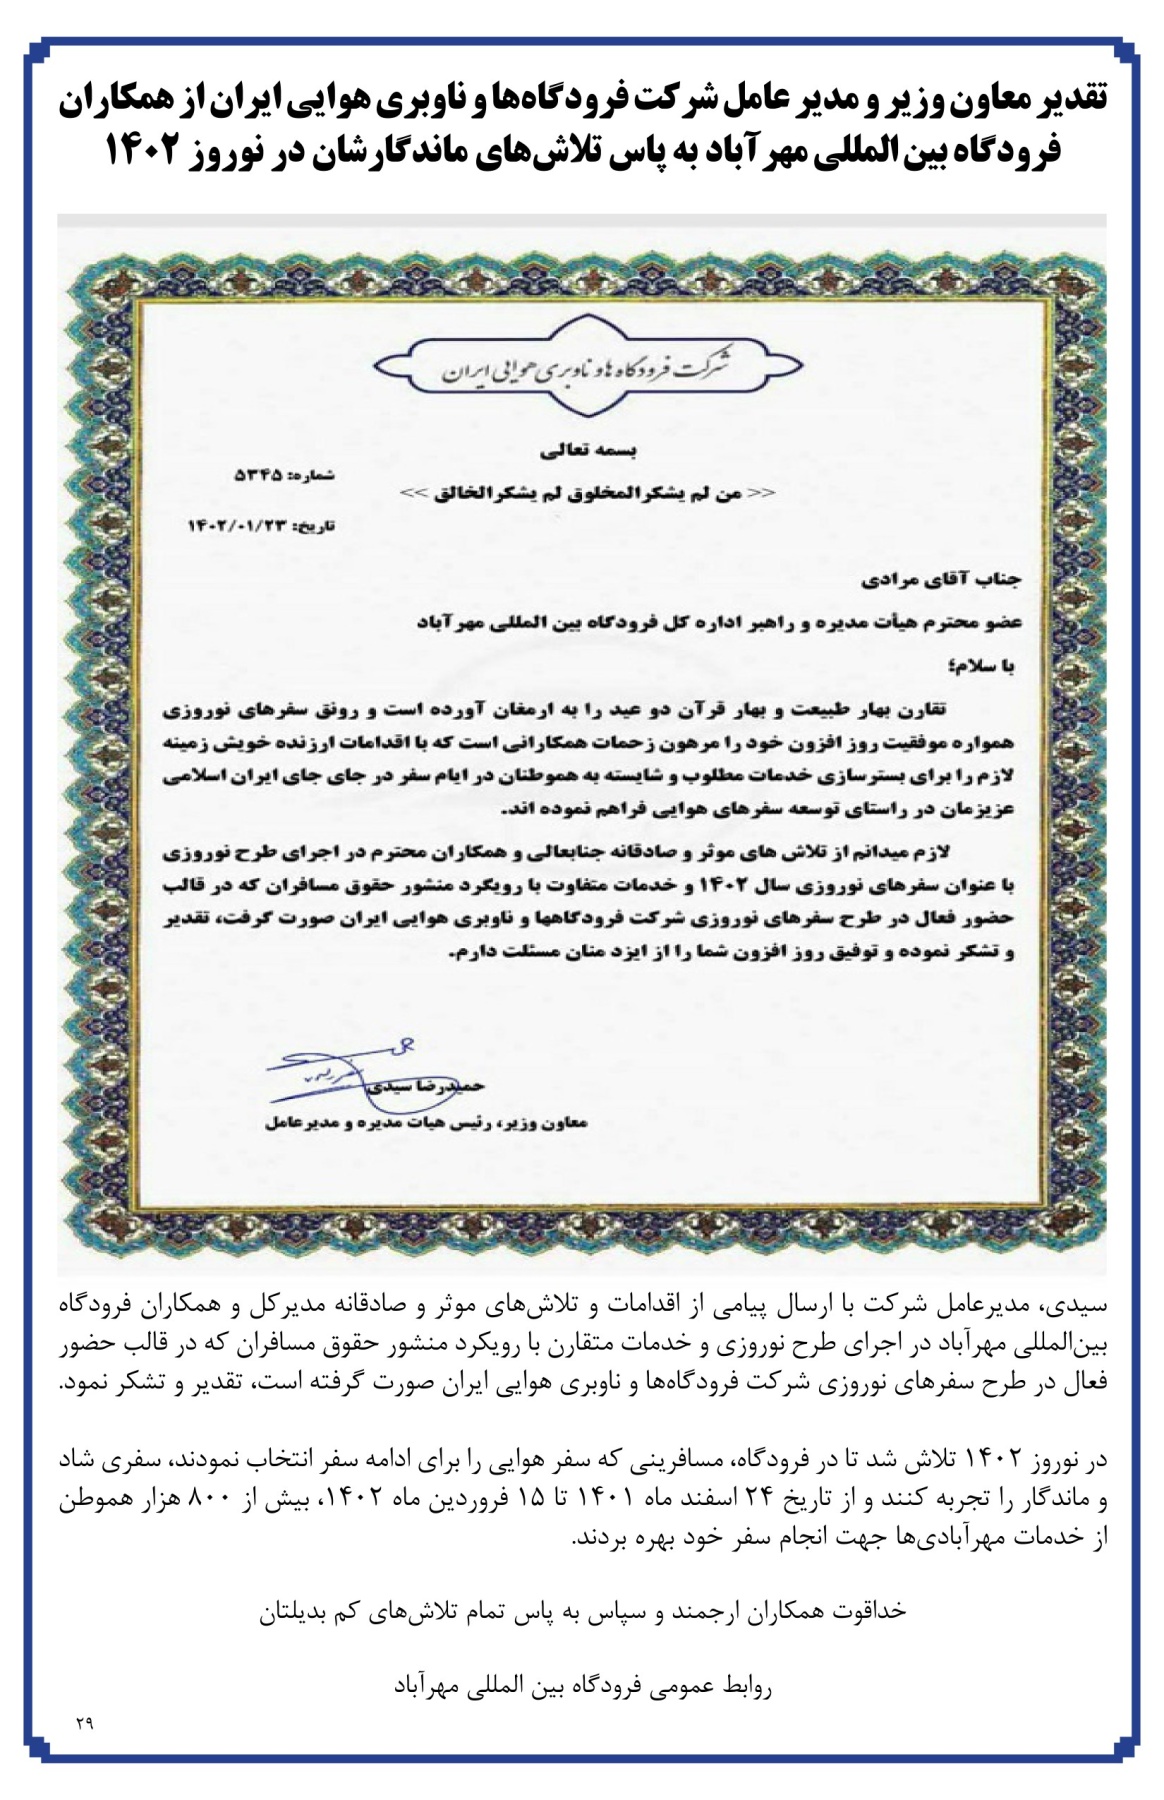 تقدیر معاون وزیر و مدیر عامل شرکت فرودگاه‌ها و ناوبری هوایی ایران از همکاران
فرودگاه بین‌المللی مهرآباد به پاس تلاش‌های ماندگارشان در نوروز ۱۴۰۲
شرکت فرودگاه ها و ناوبری هوایی ایران
بسمه تعالی
شماره: ۵۳۴۵
<< من لم یشکرالمخلوق لم یشکرالخالق >>
تاریخ: ۱۴۰۲/۰۱/۲۳
جناب آقای مرادی
عضو محترم هیأت مدیره و راهبر اداره کل فرودگاه بین المللی مهرآباد
با سلام؛
تقارن بهار طبیعت و بهار قرآن دو عید را به ارمغان آورده است و رونق سفرهای نوروزی
همواره موفقیت روز افزون خود را مرهون زحمات همکارانی است که با اقدامات ارزنده خویش زمینه
لازم را برای بسترسازی خدمات مطلوب و شایسته به هموطنان در ایام سفر در جای جای ایران اسلامی
عزیزمان در راستای توسعه سفرهای هوایی فراهم نموده اند.
لازم میدانم از تلاش های موثر و صادقانه جنابعالی و همکاران محترم در اجرای طرح نوروزی
با عنوان سفرهای نوروزی سال ۱۴۰۲ و خدمات متفاوت با رویکرد منشور حقوق مسافران که در قالب
حضور فعال در طرح سفرهای نوروزی شرکت فرودگاهها و ناوبری هوایی ایران صورت گرفت، تقدیر
و تشکر نموده و توفیق روز افزون شما را از ایزد منان مسئلت دارم.
حمیدرضا سیدی
معاون وزیر، رئیس هیات مدیره و مدیرعامل
سیدی، مدیرعامل شرکت با ارسال پیامی از اقدامات و تلاش‌های موثر و صادقانه مدیرکل و همکاران فرودگاه
بین‌المللی مهرآباد در اجرای طرح نوروزی و خدمات متقارن با رویکرد منشور حقوق مسافران که در قالب حضور
فعال در طرح سفرهای نوروزی شرکت فرودگاه‌ها و ناوبری هوایی ایران صورت گرفته است، تقدیر و تشکر نمود.
در نوروز ۱۴۰۲ تلاش شد تا در فرودگاه، مسافرینی که سفر هوایی را برای ادامه سفر انتخاب نمودند، سفری شاد
و ماندگار را تجربه کنند و از تاریخ ۲۴ اسفند ماه ۱۴۰۱ تا ۱۵ فروردین ماه ۱۴۰۲، بیش از ۸۰۰ هزار هموطن
از خدمات مهرآبادی‌ها جهت انجام سفر خود بهره بردند.
خداقوت همکاران ارجمند و سپاس به پاس تمام تلاش‌های کم بدیلتان
روابط عمومی فرودگاه بین المللی مهرآباد
۲۹